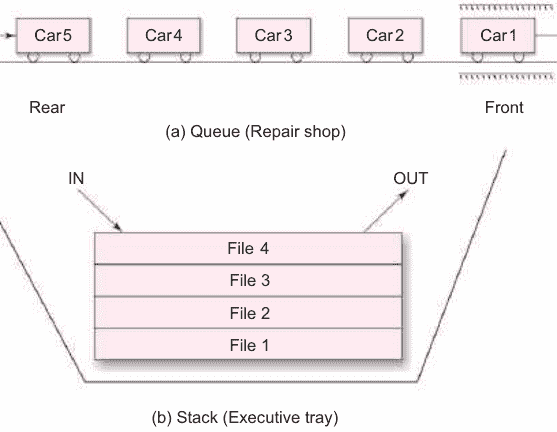 Car5 Car4 Car3 Car2 Car1
Rear Front
(a) Queue (Repair shop)
IN OUT
File 4
File 3
File 2
File 1
(b) Stack (Executive tray)